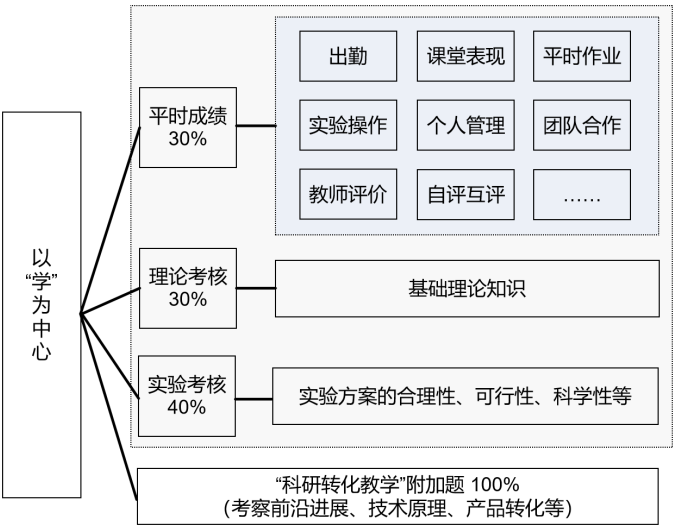 以
“学”
为
中
心
平时成绩
30%
出勤
课堂表现
平时作业
实验操作
个人管理
团队合作
教师评价
自评互评
……
理论考核
30%
基础理论知识
实验考核
40%
实验方案的合理性、可行性、科学性等
“科研转化教学”附加题 100%
（考察前沿进展、技术原理、产品转化等）